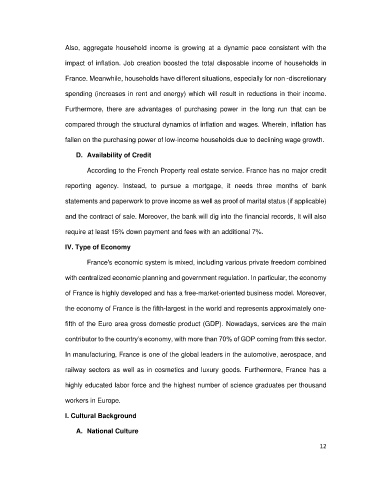 Also, aggregate household income is growing at a dynamic pace consistent with the
impact of inflation. Job creation boosted the total disposable income of households in
France. Meanwhile, households have different situations, especially for non -discretionary
spending (increases in rent and energy) which will result in reductions in their income.
Furthermore, there are advantages of purchasing power in the long run that can be
compared through the structural dynamics of inflation and wages. Wherein, inflation has
fallen on the purchasing power of low-income households due to declining wage growth.
D. Availability of Credit
According to the French Property real estate service. France has no major credit
reporting agency. Instead, to pursue a mortgage, it needs three months of bank
statements and paperwork to prove income as well as proof of marital status (if applicable)
and the contract of sale. Moreover, the bank will dig into the financial records, It will also
require at least 15% down payment and fees with an additional 7%.
IV. Type of Economy
France's economic system is mixed, including various private freedom combined
with centralized economic planning and government regulation. In particular, the economy
of France is highly developed and has a free-market-oriented business model. Moreover,
the economy of France is the fifth-largest in the world and represents approximately one-
fifth of the Euro area gross domestic product (GDP). Nowadays, services are the main
contributor to the country's economy, with more than 70% of GDP coming from this sector.
In manufacturing, France is one of the global leaders in the automotive, aerospace, and
railway sectors as well as in cosmetics and luxury goods. Furthermore, France has a
highly educated labor force and the highest number of science graduates per thousand
workers in Europe.
I. Cultural Background
A. National Culture
12